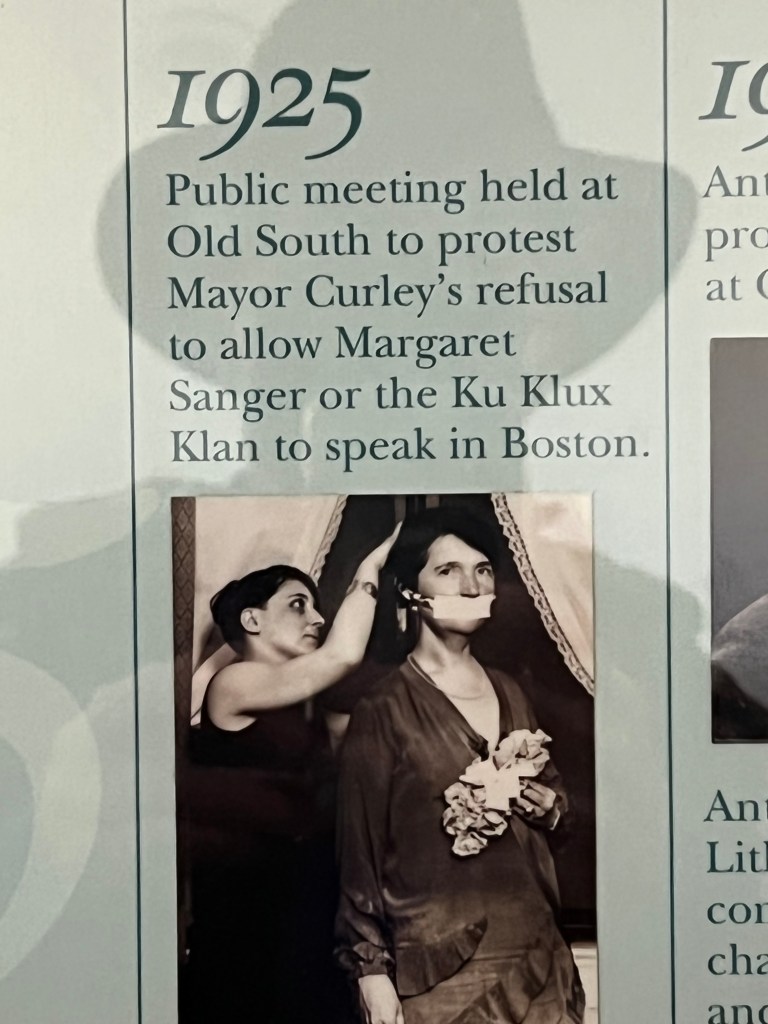 1925
Public meeting held at
Old South to protest
Mayor Curley's refusal
to allow Margaret
Sanger or the Ku Klux
Klan to speak in Boston.